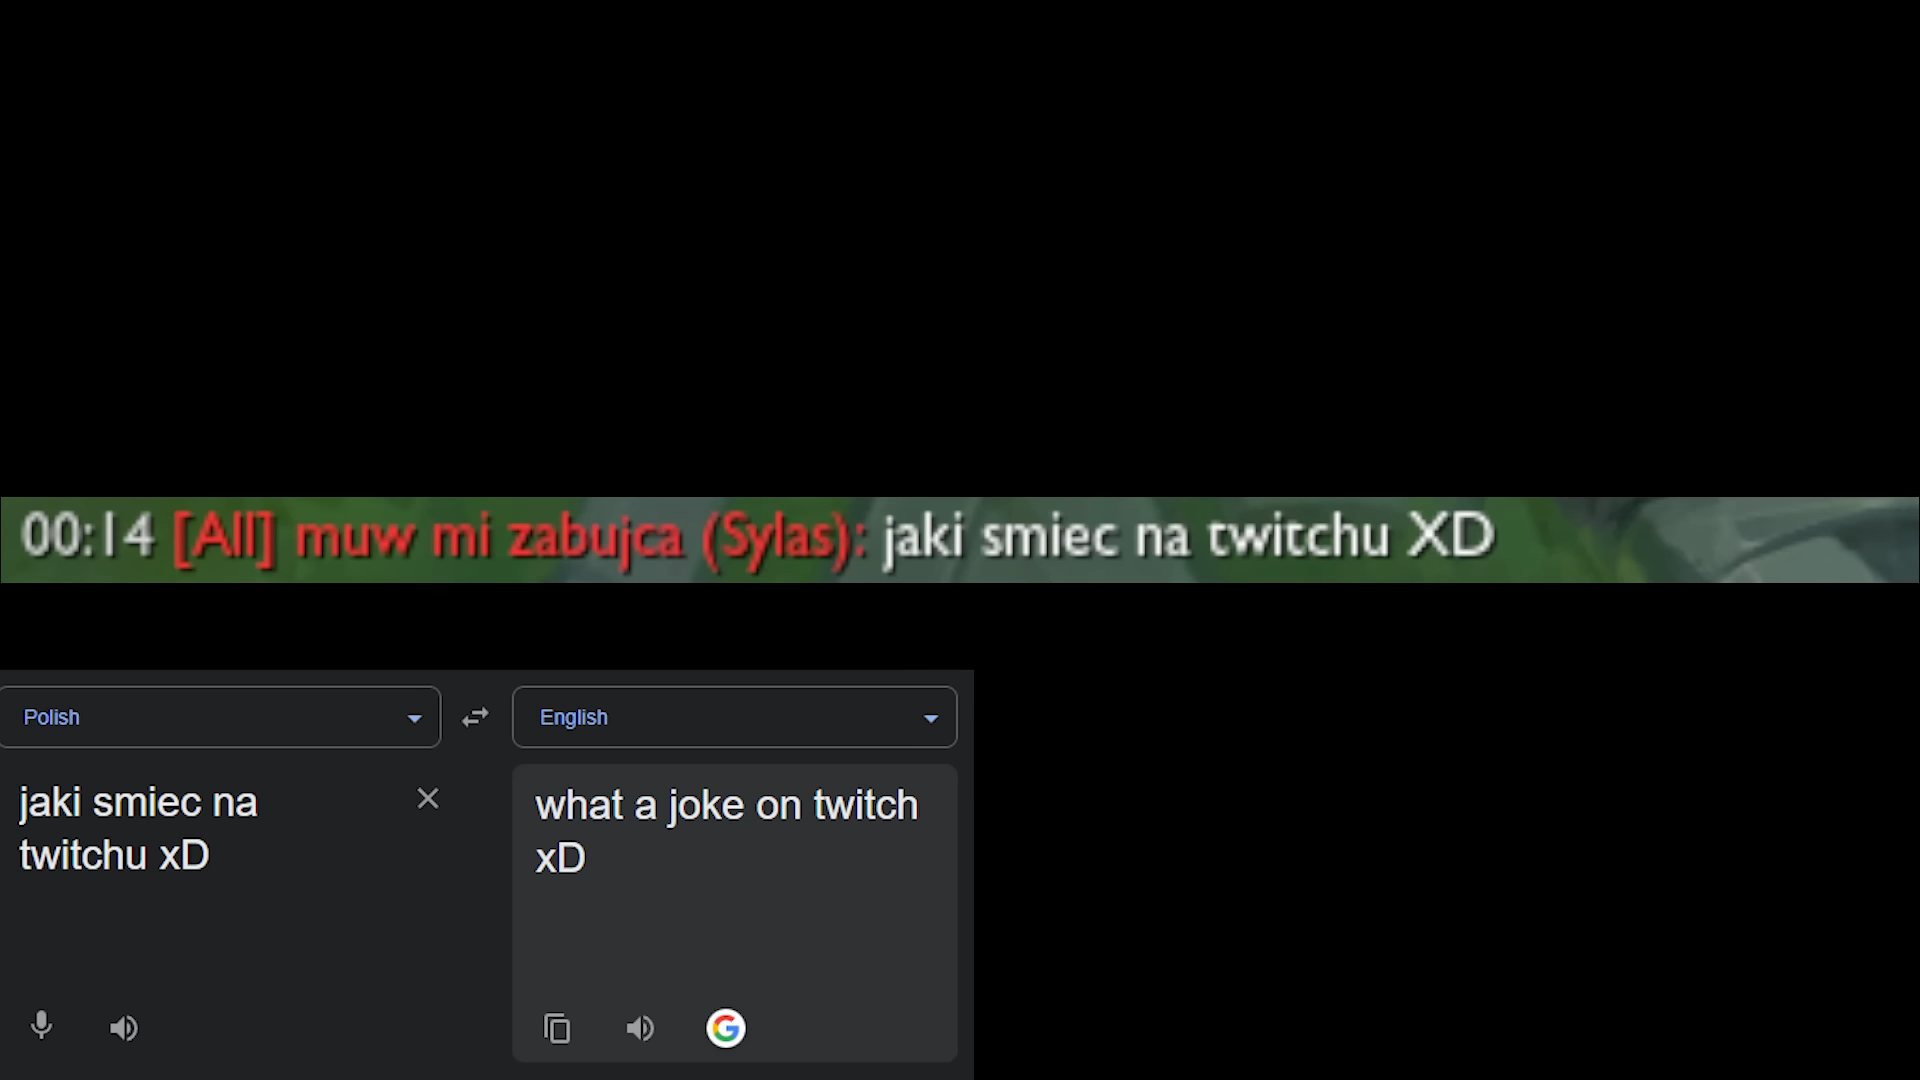 00:14 [All] muw mi zabujca (Sylas): jaki smiec na twitchu XD
Polish
English
jaki smiec na
twitchu xD
what a joke on twitch
xD